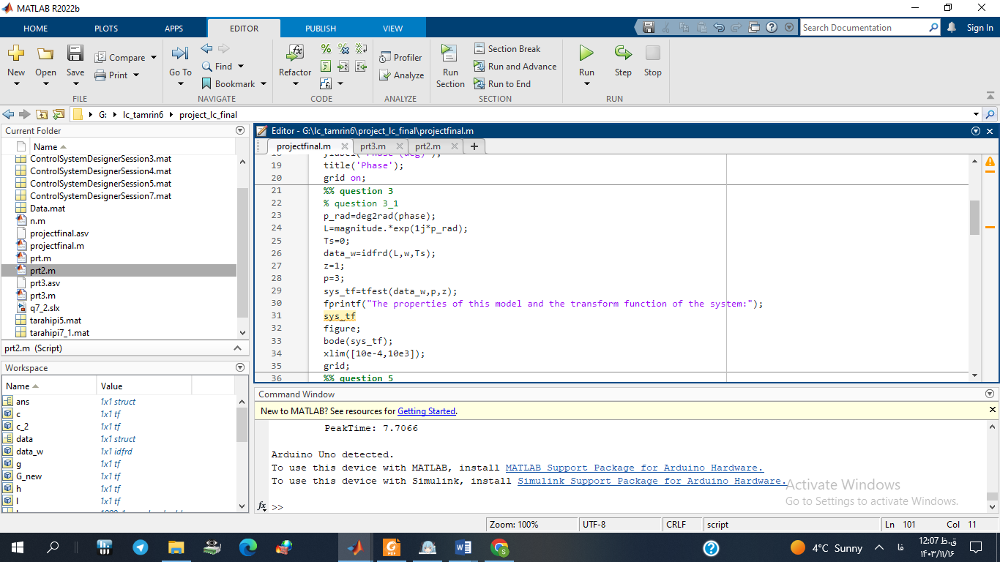 MATLAB R2022b
HOME PLOTS APPS EDITOR PUBLISH VIEW Search Documentation Sign In
New Open Save Compare Print Go To Find Bookmark Refactor Profiler Analyze Run Section Section Break Run and Advance Run to End Run Step Stop
FILE NAVIGATE CODE ANALYZE SECTION RUN
G: ▸ lc_tamrin6 ▸ project_lc_final
Current Folder
Name
ControlSystemDesignerSession3.mat
ControlSystemDesignerSession4.mat
ControlSystemDesignerSession5.mat
ControlSystemDesignerSession7.mat
Data.mat
n.m
projectfinal.asv
projectfinal.m
prt.m
prt2.m
prt3.asv
prt3.m
q7_2.slx
tarahipi5.mat
tarahipi7_1.mat
prt2.m (Script)
Workspace
Name Value
ans 1x1 struct
c 1x1 tf
c_2 1x1 tf
data 1x1 struct
data_w 1x1 idfrd
g 1x1 tf
G_new 1x1 tf
h 1x1 tf
l 1x1 tf
Editor - G:\lc_tamrin6\project_lc_final\projectfinal.m
projectfinal.m prt3.m prt2.m +
18 ylabel('Phase (deg)');
19 title('Phase');
20 grid on;
21 %% question 3
22 % question 3_1
23 p_rad=deg2rad(phase);
24 L=magnitude.*exp(1j*p_rad);
25 Ts=0;
26 data_w=idfrd(L,w,Ts);
27 z=1;
28 p=3;
29 sys_tf=tfest(data_w,p,z);
30 fprintf("The properties of this model and the transform function of the system:");
31 sys_tf
32 figure;
33 bode(sys_tf);
34 xlim([10e-4,10e3]);
35 grid;
36 %% question 5
Command Window
New to MATLAB? See resources for Getting Started.
PeakTime: 7.7066
Arduino Uno detected.
To use this device with MATLAB, install MATLAB Support Package for Arduino Hardware.
To use this device with Simulink, install Simulink Support Package for Arduino Hardware.
fx >>
Activate Windows
Go to Settings to activate Windows.
Zoom: 100% UTF-8 CRLF script Ln 101 Col 11
4°C Sunny فا 12:07 ق.ظ
۱۴۰۳/۱۱/۱۶